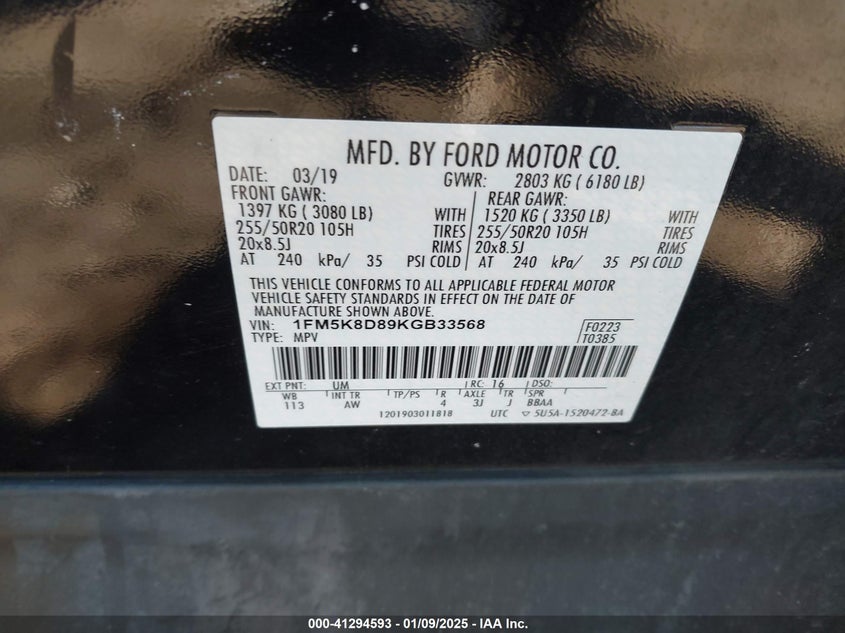 MFD. BY FORD MOTOR CO.
DATE: 03/19 GVWR: 2803 KG ( 6180 LB)
FRONT GAWR: REAR GAWR:
1397 KG ( 3080 LB) WITH 1520 KG ( 3350 LB) WITH
255/50R20 105H TIRES 255/50R20 105H TIRES
20x8.5J RIMS 20x8.5J RIMS
AT 240 kPa/ 35 PSI COLD AT 240 kPa/ 35 PSI COLD
THIS VEHICLE CONFORMS TO ALL APPLICABLE FEDERAL MOTOR
VEHICLE SAFETY STANDARDS IN EFFECT ON THE DATE OF
MANUFACTURE SHOWN ABOVE.
VIN: 1FM5K8D89KGB33568 F0223
TYPE: MPV T0385
EXT PNT: UM RC: 16 DSO:
WB INT TR TP/PS R AXLE TR SPR
113 AW 4 3J J BBAA
1201903011818 UTC ▽ 5U5A-1520472-BA
000-41294593 - 01/09/2025 - IAA Inc.